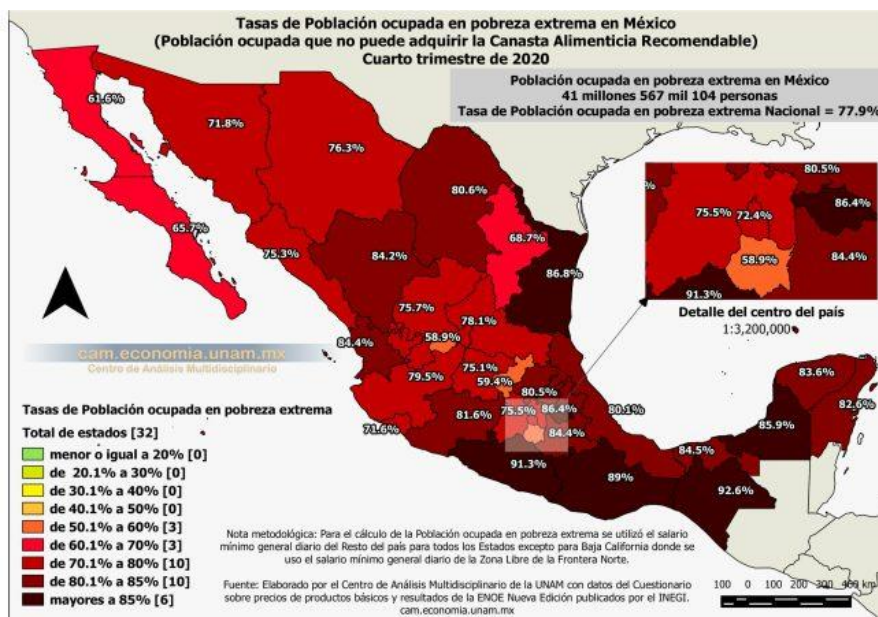 Tasas de Población ocupada en pobreza extrema en México
(Población ocupada que no puede adquirir la Canasta Alimenticia Recomendable)
Cuarto trimestre de 2020
Población ocupada en pobreza extrema en México
41 millones 567 mil 104 personas
Tasa de Población ocupada en pobreza extrema Nacional = 77.9%
61.6%
71.8%
76.3%
80.6%
68.7%
65.7%
75.3%
84.2%
86.8%
75.7%
78.1%
84.4%
58.9%
79.5%
75.1%
59.4%
80.5%
75.5%
86.4%
71.6%
81.6%
84.4%
80.1%
91.3%
89%
84.5%
92.6%
85.9%
83.6%
82.6%
80.5%
75.5%
72.4%
86.4%
58.9%
84.4%
91.3%
Detalle del centro del país
1:3,200,000
cam.economia.unam.mx
Centro de Análisis Multidisciplinario
Tasas de Población ocupada en pobreza extrema
Total de estados [32]
menor o igual a 20% [0]
de 20.1% a 30% [0]
de 30.1% a 40% [0]
de 40.1% a 50% [0]
de 50.1% a 60% [3]
de 60.1% a 70% [3]
de 70.1% a 80% [10]
de 80.1% a 85% [10]
mayores a 85% [6]
Nota metodológica: Para el cálculo de la Población ocupada en pobreza extrema se utilizó el salario
mínimo general diario del Resto del país para todos los Estados excepto para Baja California donde se
uso el salario mínimo general diario de la Zona Libre de la Frontera Norte.
Fuente: Elaborado por el Centro de Análisis Multidisciplinario de la UNAM con datos del Cuestionario
sobre precios de productos básicos y resultados de la ENOE Nueva Edición publicados por el INEGI.
cam.economia.unam.mx
100 0 100 200 300 400 km